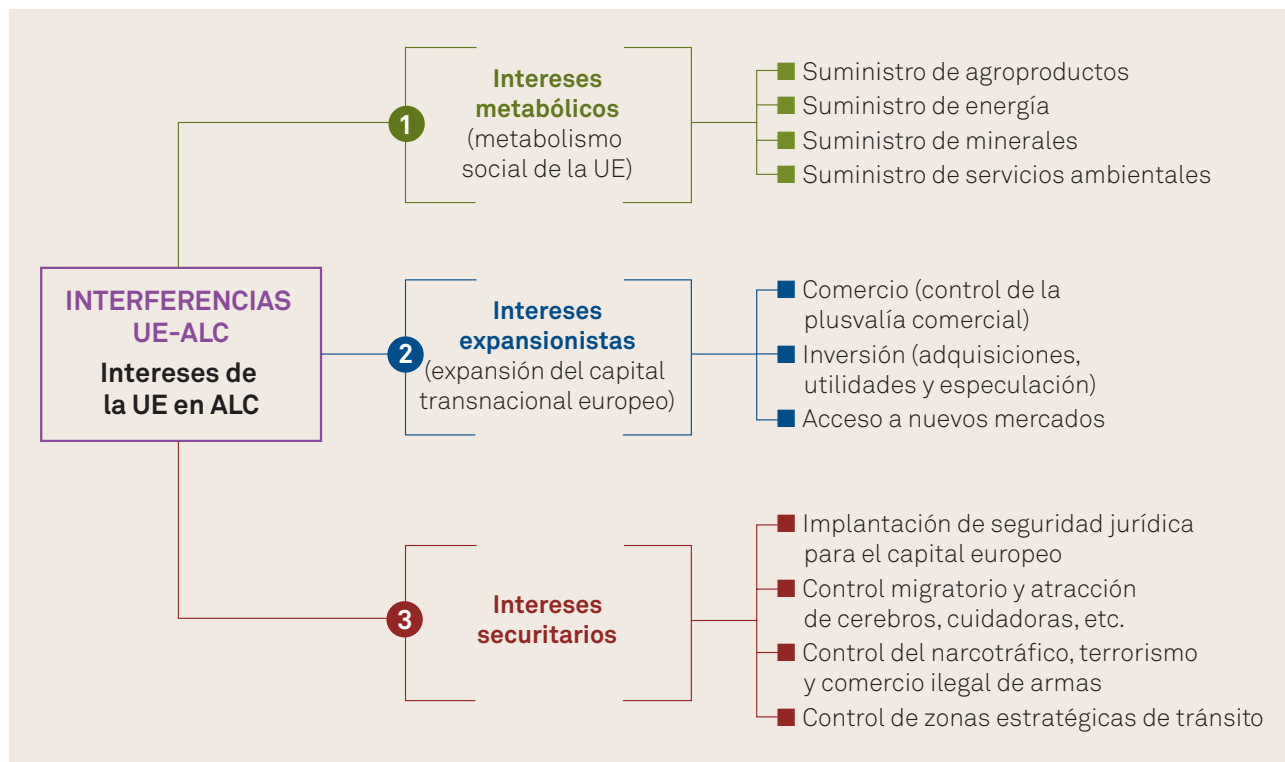 INTERFERENCIAS
UE-ALC
Intereses de
la UE en ALC
1
Intereses
metabólicos
(metabolismo
social de la UE)
Suministro de agroproductos
Suministro de energía
Suministro de minerales
Suministro de servicios ambientales
2
Intereses
expansionistas
(expansión del capital
transnacional europeo)
Comercio (control de la
plusvalía comercial)
Inversión (adquisiciones,
utilidades y especulación)
Acceso a nuevos mercados
3
Intereses
securitarios
Implantación de seguridad jurídica
para el capital europeo
Control migratorio y atracción
de cerebros, cuidadoras, etc.
Control del narcotráfico, terrorismo
y comercio ilegal de armas
Control de zonas estratégicas de tránsito